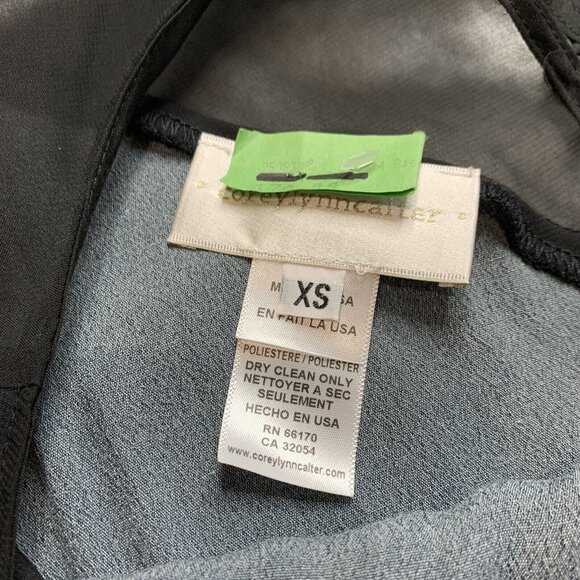 coreylynncalter
XS
EN FAIT LA USA
POLIESTERE / POLIESTER
DRY CLEAN ONLY
NETTOYER A SEC
SEULEMENT
HECHO EN USA
RN 66170
CA 32054
www.coreylynncalter.com